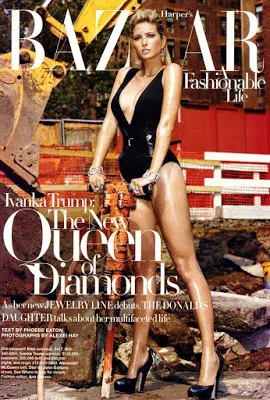 Harper's
BAZAAR
Fashionable
Life
Ivanka Trump:
The New
Queen
of
Diamonds
As her new JEWELRY LINE debuts, THE DONALD'S
DAUGHTER talks about her multifaceted life
TEXT BY PHOEBE EATON
PHOTOGRAPHS BY ALEXEI HAY